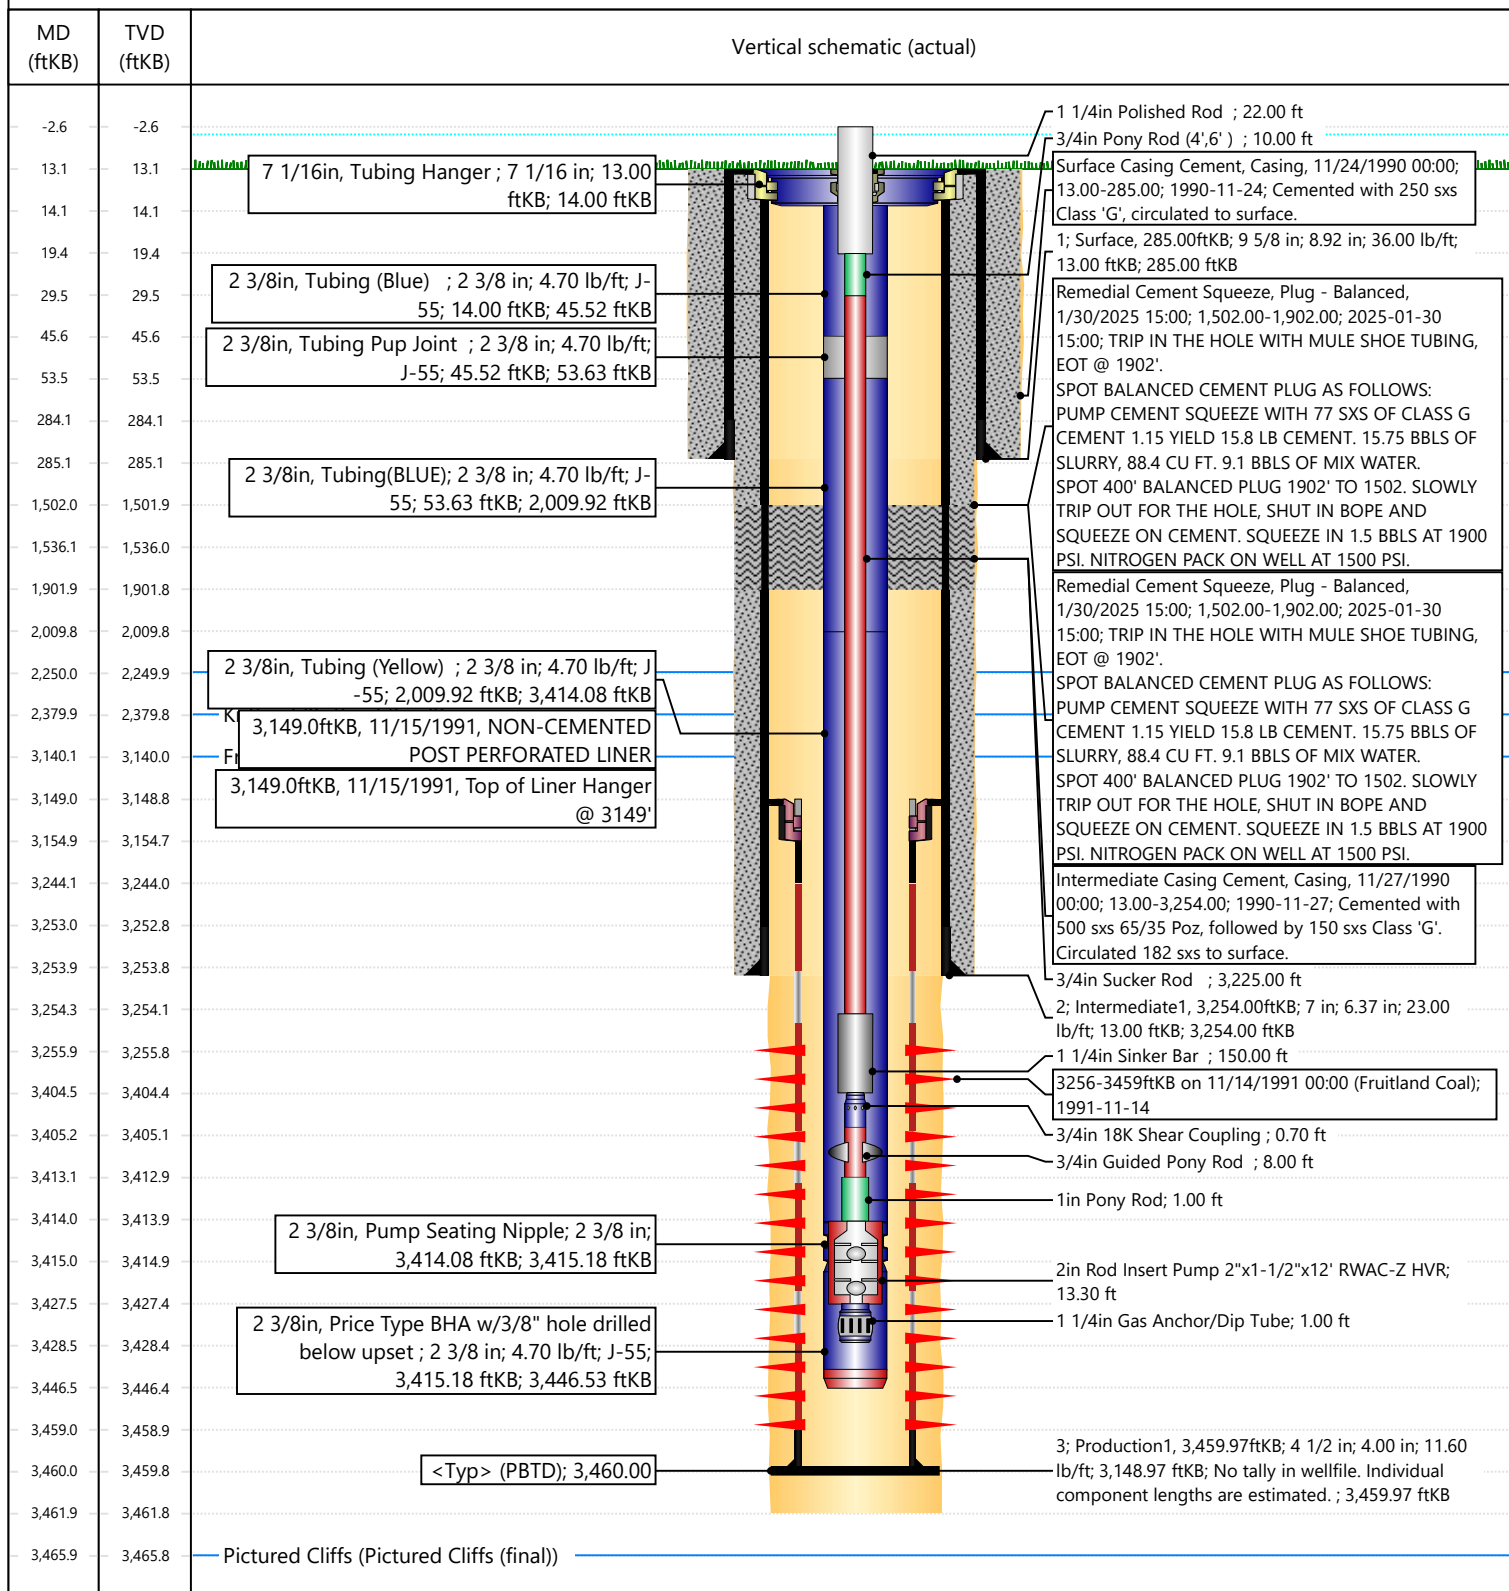 MD
(ftKB)
TVD
(ftKB)
Vertical schematic (actual)
-2.6 -2.6
13.1 13.1
14.1 14.1
19.4 19.4
29.5 29.5
45.6 45.6
53.5 53.5
284.1 284.1
285.1 285.1
1,502.0 1,501.9
1,536.1 1,536.0
1,901.9 1,901.8
2,009.8 2,009.8
2,250.0 2,249.9
2,379.9 2,379.8
3,140.1 3,140.0
3,149.0 3,148.8
3,154.9 3,154.7
3,244.1 3,244.0
3,253.0 3,252.8
3,253.9 3,253.8
3,254.3 3,254.1
3,255.9 3,255.8
3,404.5 3,404.4
3,405.2 3,405.1
3,413.1 3,412.9
3,414.0 3,413.9
3,415.0 3,414.9
3,427.5 3,427.4
3,428.5 3,428.4
3,446.5 3,446.4
3,459.0 3,458.9
3,460.0 3,459.8
3,461.9 3,461.8
3,465.9 3,465.8
7 1/16in, Tubing Hanger ; 7 1/16 in; 13.00
ftKB; 14.00 ftKB
2 3/8in, Tubing (Blue) ; 2 3/8 in; 4.70 lb/ft; J-
55; 14.00 ftKB; 45.52 ftKB
2 3/8in, Tubing Pup Joint ; 2 3/8 in; 4.70 lb/ft;
J-55; 45.52 ftKB; 53.63 ftKB
2 3/8in, Tubing(BLUE); 2 3/8 in; 4.70 lb/ft; J-
55; 53.63 ftKB; 2,009.92 ftKB
2 3/8in, Tubing (Yellow) ; 2 3/8 in; 4.70 lb/ft; J
-55; 2,009.92 ftKB; 3,414.08 ftKB
3,149.0ftKB, 11/15/1991, NON-CEMENTED
POST PERFORATED LINER
3,149.0ftKB, 11/15/1991, Top of Liner Hanger
@ 3149'
2 3/8in, Pump Seating Nipple; 2 3/8 in;
3,414.08 ftKB; 3,415.18 ftKB
2 3/8in, Price Type BHA w/3/8" hole drilled
below upset ; 2 3/8 in; 4.70 lb/ft; J-55;
3,415.18 ftKB; 3,446.53 ftKB
<Typ> (PBTD); 3,460.00
Pictured Cliffs (Pictured Cliffs (final))
1 1/4in Polished Rod ; 22.00 ft
3/4in Pony Rod (4',6' ) ; 10.00 ft
Surface Casing Cement, Casing, 11/24/1990 00:00;
13.00-285.00; 1990-11-24; Cemented with 250 sxs
Class 'G', circulated to surface.
1; Surface, 285.00ftKB; 9 5/8 in; 8.92 in; 36.00 lb/ft;
13.00 ftKB; 285.00 ftKB
Remedial Cement Squeeze, Plug - Balanced,
1/30/2025 15:00; 1,502.00-1,902.00; 2025-01-30
15:00; TRIP IN THE HOLE WITH MULE SHOE TUBING,
EOT @ 1902'.
SPOT BALANCED CEMENT PLUG AS FOLLOWS:
PUMP CEMENT SQUEEZE WITH 77 SXS OF CLASS G
CEMENT 1.15 YIELD 15.8 LB CEMENT. 15.75 BBLS OF
SLURRY, 88.4 CU FT. 9.1 BBLS OF MIX WATER.
SPOT 400' BALANCED PLUG 1902' TO 1502. SLOWLY
TRIP OUT FOR THE HOLE, SHUT IN BOPE AND
SQUEEZE ON CEMENT. SQUEEZE IN 1.5 BBLS AT 1900
PSI. NITROGEN PACK ON WELL AT 1500 PSI.
Remedial Cement Squeeze, Plug - Balanced,
1/30/2025 15:00; 1,502.00-1,902.00; 2025-01-30
15:00; TRIP IN THE HOLE WITH MULE SHOE TUBING,
EOT @ 1902'.
SPOT BALANCED CEMENT PLUG AS FOLLOWS:
PUMP CEMENT SQUEEZE WITH 77 SXS OF CLASS G
CEMENT 1.15 YIELD 15.8 LB CEMENT. 15.75 BBLS OF
SLURRY, 88.4 CU FT. 9.1 BBLS OF MIX WATER.
SPOT 400' BALANCED PLUG 1902' TO 1502. SLOWLY
TRIP OUT FOR THE HOLE, SHUT IN BOPE AND
SQUEEZE ON CEMENT. SQUEEZE IN 1.5 BBLS AT 1900
PSI. NITROGEN PACK ON WELL AT 1500 PSI.
Intermediate Casing Cement, Casing, 11/27/1990
00:00; 13.00-3,254.00; 1990-11-27; Cemented with
500 sxs 65/35 Poz, followed by 150 sxs Class 'G'.
Circulated 182 sxs to surface.
3/4in Sucker Rod ; 3,225.00 ft
2; Intermediate1, 3,254.00ftKB; 7 in; 6.37 in; 23.00
lb/ft; 13.00 ftKB; 3,254.00 ftKB
1 1/4in Sinker Bar ; 150.00 ft
3256-3459ftKB on 11/14/1991 00:00 (Fruitland Coal);
1991-11-14
3/4in 18K Shear Coupling ; 0.70 ft
3/4in Guided Pony Rod ; 8.00 ft
1in Pony Rod; 1.00 ft
2in Rod Insert Pump 2"x1-1/2"x12' RWAC-Z HVR;
13.30 ft
1 1/4in Gas Anchor/Dip Tube; 1.00 ft
3; Production1, 3,459.97ftKB; 4 1/2 in; 4.00 in; 11.60
lb/ft; 3,148.97 ftKB; No tally in wellfile. Individual
component lengths are estimated. ; 3,459.97 ftKB